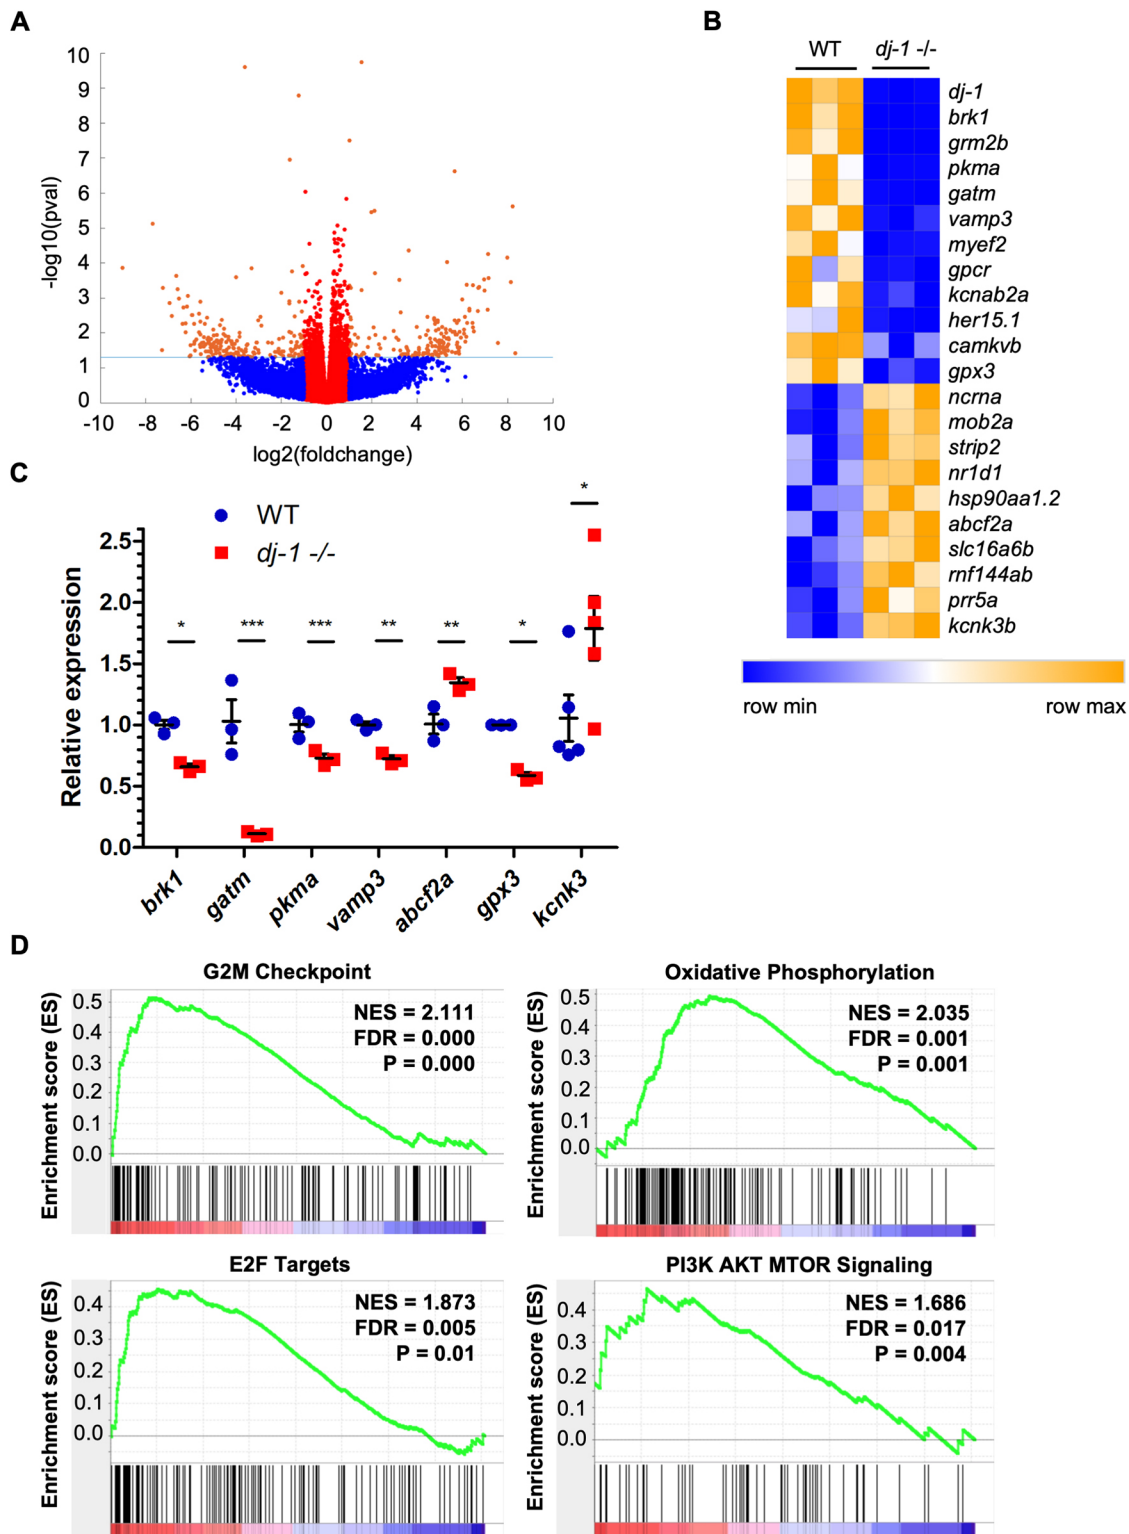 A
10
9
8
7
6
5
4
3
2
1
0
-log10(pval)
-10 -8 -6 -4 -2 0 2 4 6 8 10
log2(foldchange)
B
WT dj-1 -/-
dj-1
brk1
grm2b
pkma
gatm
vamp3
myef2
gpcr
kcnab2a
her15.1
camkvb
gpx3
ncrna
mob2a
strip2
nr1d1
hsp90aa1.2
abcf2a
slc16a6b
rnf144ab
prr5a
kcnk3b
row min row max
C
WT
dj-1 -/-
Relative expression
2.5
2.0
1.5
1.0
0.5
0.0
* *** *** ** ** * *
brk1 gatm pkma vamp3 abcf2a gpx3 kcnk3
D
G2M Checkpoint
Enrichment score (ES)
0.5
0.4
0.3
0.2
0.1
0.0
NES = 2.111
FDR = 0.000
P = 0.000
Oxidative Phosphorylation
Enrichment score (ES)
0.5
0.4
0.3
0.2
0.1
0.0
NES = 2.035
FDR = 0.001
P = 0.001
E2F Targets
Enrichment score (ES)
0.4
0.3
0.2
0.1
0.0
NES = 1.873
FDR = 0.005
P = 0.01
PI3K AKT MTOR Signaling
Enrichment score (ES)
0.4
0.3
0.2
0.1
0.0
NES = 1.686
FDR = 0.017
P = 0.004